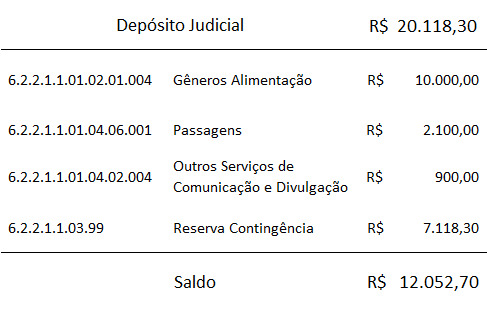 Depósito Judicial R$ 20.118,30
6.2.2.1.1.01.02.01.004 Gêneros Alimentação R$ 10.000,00
6.2.2.1.1.01.04.06.001 Passagens R$ 2.100,00
6.2.2.1.1.01.04.02.004 Outros Serviços de Comunicação e Divulgação R$ 900,00
6.2.2.1.1.03.99 Reserva Contingência R$ 7.118,30
Saldo R$ 12.052,70